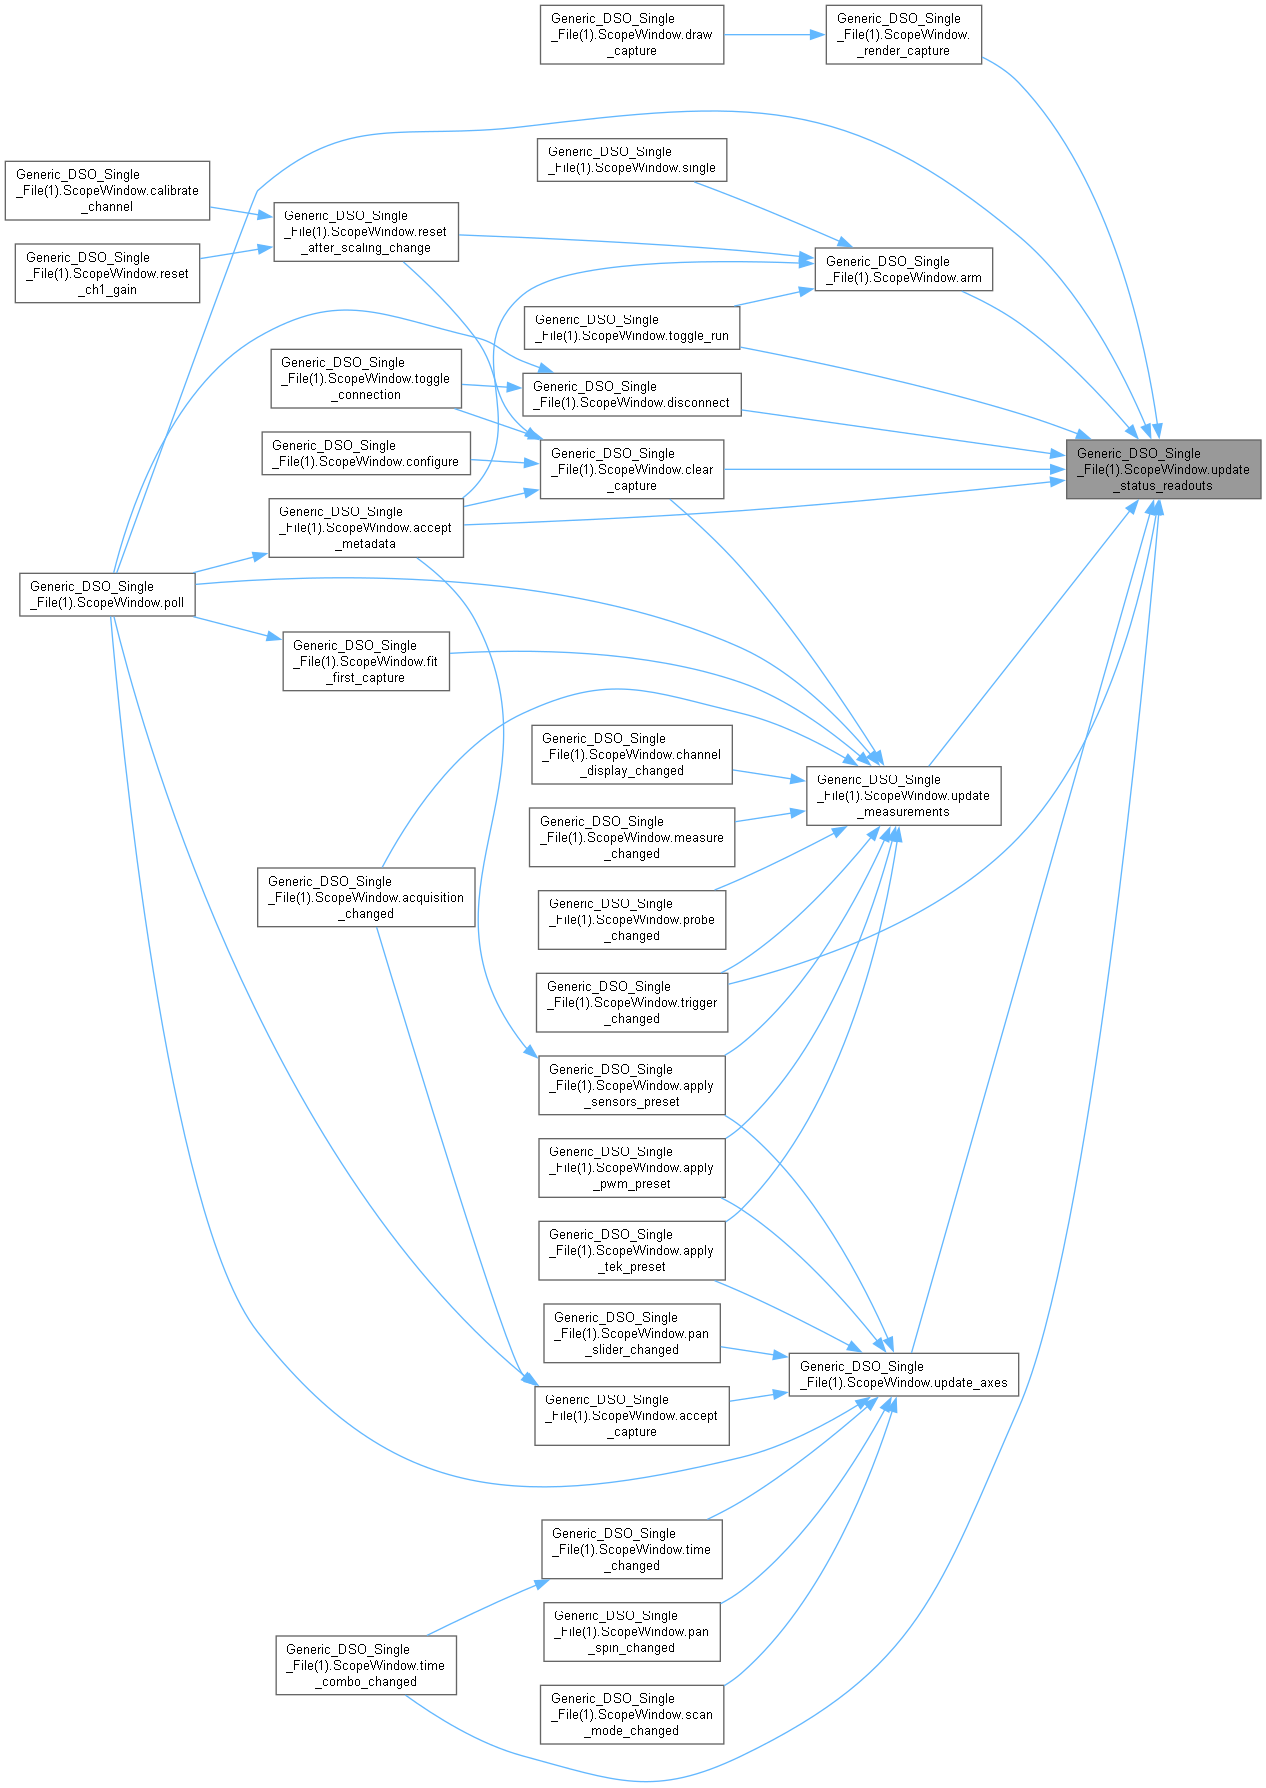 Generic_DSO_Single
_File(1).ScopeWindow.draw
_capture
Generic_DSO_Single
_File(1).ScopeWindow.
_render_capture
Generic_DSO_Single
_File(1).ScopeWindow.single
Generic_DSO_Single
_File(1).ScopeWindow.calibrate
_channel
Generic_DSO_Single
_File(1).ScopeWindow.reset
_after_scaling_change
Generic_DSO_Single
_File(1).ScopeWindow.reset
_ch1_gain
Generic_DSO_Single
_File(1).ScopeWindow.arm
Generic_DSO_Single
_File(1).ScopeWindow.toggle_run
Generic_DSO_Single
_File(1).ScopeWindow.toggle
_connection
Generic_DSO_Single
_File(1).ScopeWindow.disconnect
Generic_DSO_Single
_File(1).ScopeWindow.configure
Generic_DSO_Single
_File(1).ScopeWindow.clear
_capture
Generic_DSO_Single
_File(1).ScopeWindow.update
_status_readouts
Generic_DSO_Single
_File(1).ScopeWindow.accept
_metadata
Generic_DSO_Single
_File(1).ScopeWindow.poll
Generic_DSO_Single
_File(1).ScopeWindow.fit
_first_capture
Generic_DSO_Single
_File(1).ScopeWindow.channel
_display_changed
Generic_DSO_Single
_File(1).ScopeWindow.update
_measurements
Generic_DSO_Single
_File(1).ScopeWindow.measure
_changed
Generic_DSO_Single
_File(1).ScopeWindow.acquisition
_changed
Generic_DSO_Single
_File(1).ScopeWindow.probe
_changed
Generic_DSO_Single
_File(1).ScopeWindow.trigger
_changed
Generic_DSO_Single
_File(1).ScopeWindow.apply
_sensors_preset
Generic_DSO_Single
_File(1).ScopeWindow.apply
_pwm_preset
Generic_DSO_Single
_File(1).ScopeWindow.apply
_tek_preset
Generic_DSO_Single
_File(1).ScopeWindow.pan
_slider_changed
Generic_DSO_Single
_File(1).ScopeWindow.update_axes
Generic_DSO_Single
_File(1).ScopeWindow.accept
_capture
Generic_DSO_Single
_File(1).ScopeWindow.time
_changed
Generic_DSO_Single
_File(1).ScopeWindow.pan
_spin_changed
Generic_DSO_Single
_File(1).ScopeWindow.time
_combo_changed
Generic_DSO_Single
_File(1).ScopeWindow.scan
_mode_changed